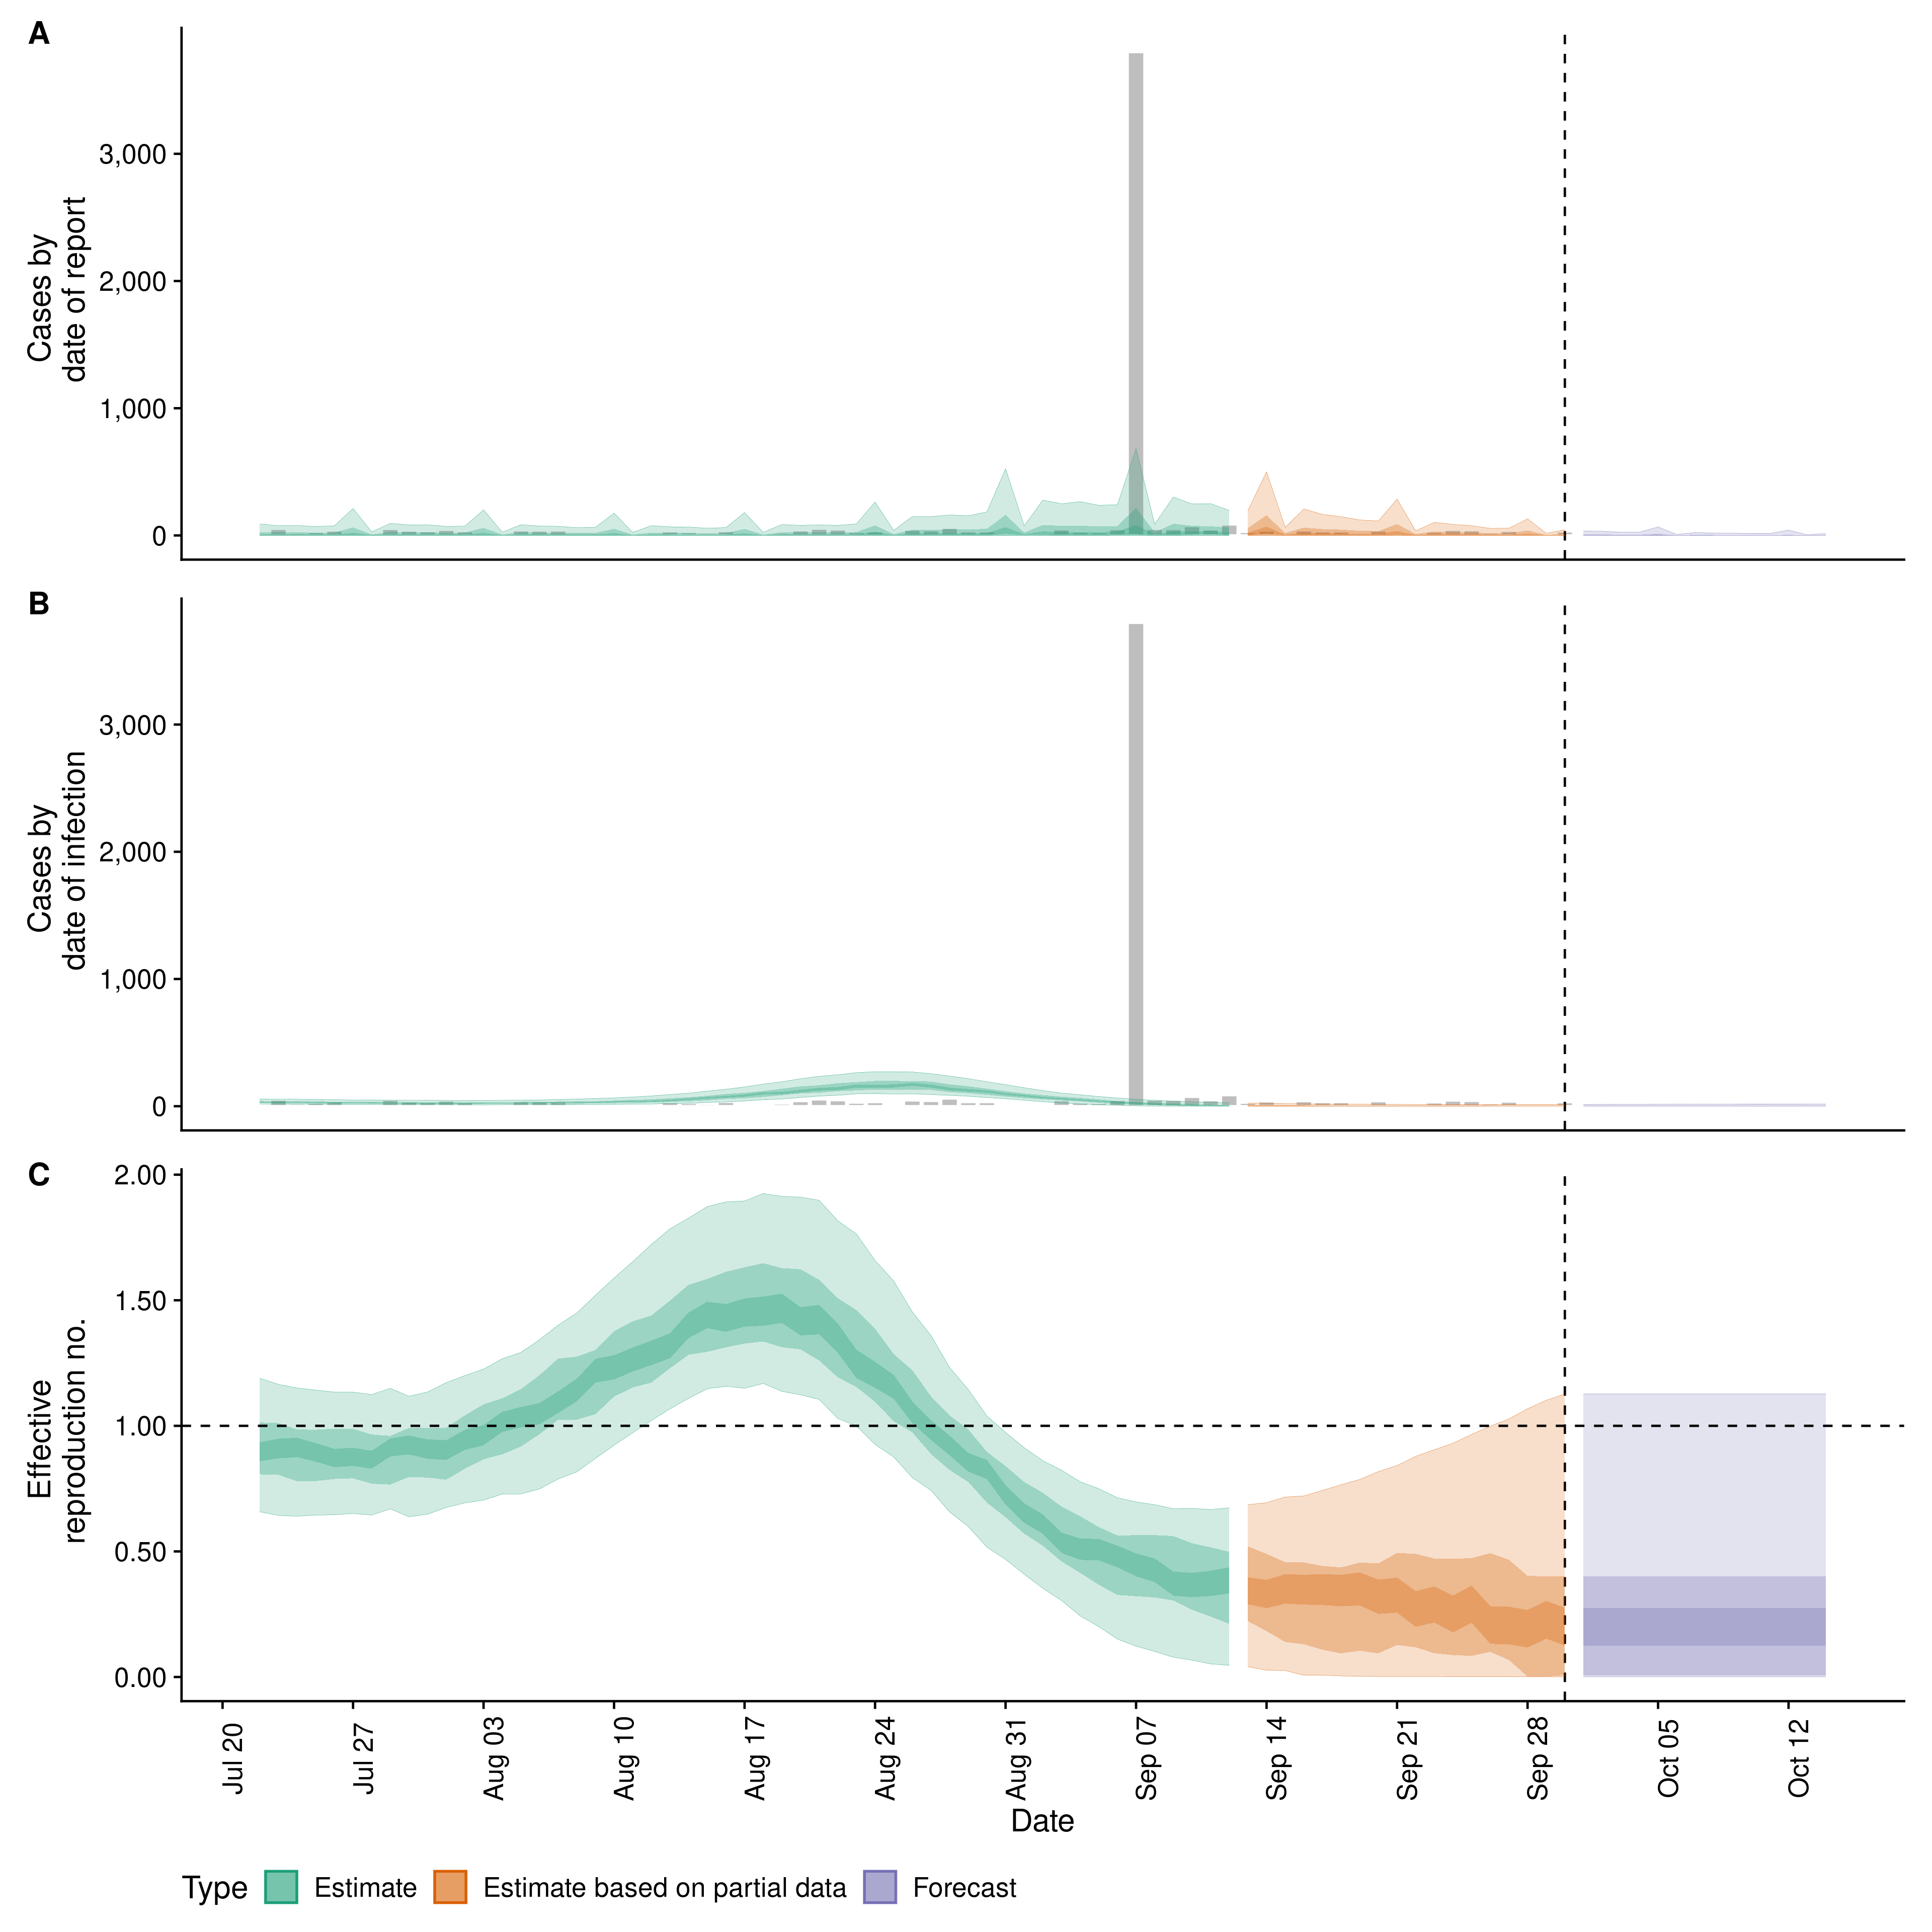 A
Cases by
date of report
3,000
2,000
1,000
0
B
Cases by
date of infection
3,000
2,000
1,000
0
C
Effective
reproduction no.
2.00
1.50
1.00
0.50
0.00
Jul 20
Jul 27
Aug 03
Aug 10
Aug 17
Aug 24
Aug 31
Sep 07
Sep 14
Sep 21
Sep 28
Oct 05
Oct 12
Date
Type Estimate Estimate based on partial data Forecast